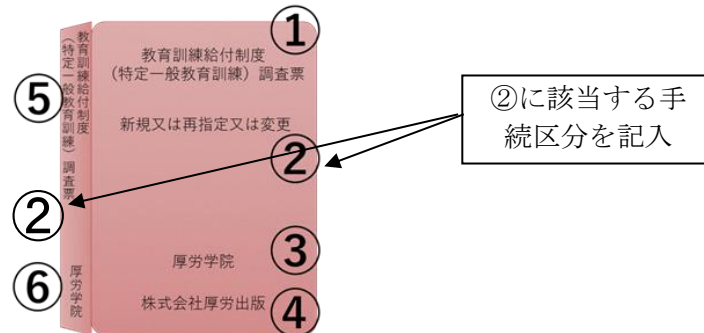 ①
教育訓練給付制度
（特定一般教育訓練）調査票
新規又は再指定又は変更
②
③
厚労学院
株式会社厚労出版
④
教育訓練給付制度
（特定一般教育訓練）調査票
⑤
②
⑥
厚労学院
②に該当する手
続区分を記入